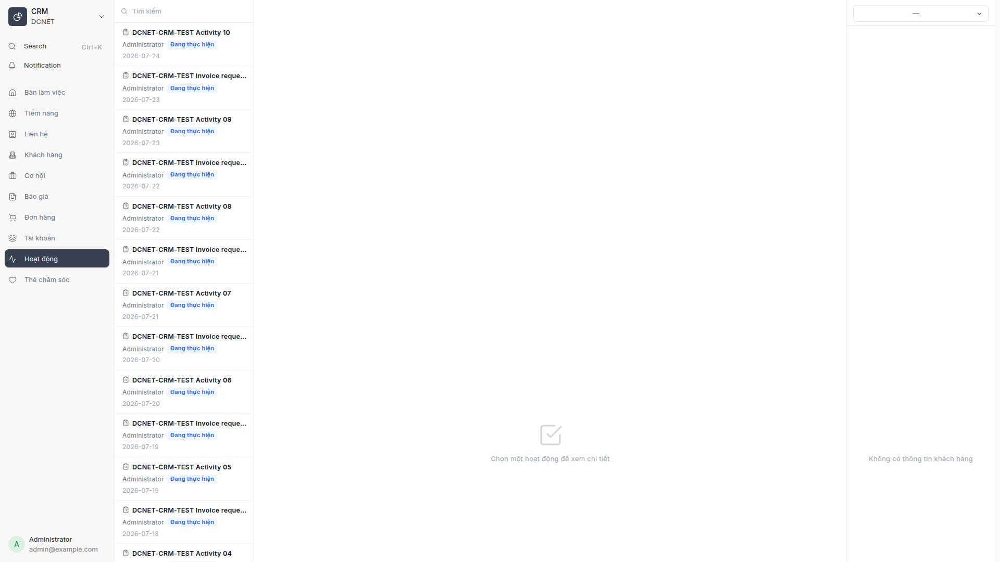 CRM
DCNET
Search
Ctrl+K
Notification
Bàn làm việc
Tiềm năng
Liên hệ
Khách hàng
Cơ hội
Báo giá
Đơn hàng
Tài khoản
Hoạt động
Thẻ chăm sóc
Administrator
admin@example.com
Tìm kiếm
DCNET-CRM-TEST Activity 10
Administrator Đang thực hiện
2026-07-24
DCNET-CRM-TEST Invoice reque...
Administrator Đang thực hiện
2026-07-23
DCNET-CRM-TEST Activity 09
Administrator Đang thực hiện
2026-07-23
DCNET-CRM-TEST Invoice reque...
Administrator Đang thực hiện
2026-07-22
DCNET-CRM-TEST Activity 08
Administrator Đang thực hiện
2026-07-22
DCNET-CRM-TEST Invoice reque...
Administrator Đang thực hiện
2026-07-21
DCNET-CRM-TEST Activity 07
Administrator Đang thực hiện
2026-07-21
DCNET-CRM-TEST Invoice reque...
Administrator Đang thực hiện
2026-07-20
DCNET-CRM-TEST Activity 06
Administrator Đang thực hiện
2026-07-20
DCNET-CRM-TEST Invoice reque...
Administrator Đang thực hiện
2026-07-19
DCNET-CRM-TEST Activity 05
Administrator Đang thực hiện
2026-07-19
DCNET-CRM-TEST Invoice reque...
Administrator Đang thực hiện
2026-07-18
DCNET-CRM-TEST Activity 04
Chọn một hoạt động để xem chi tiết
—
Không có thông tin khách hàng
A